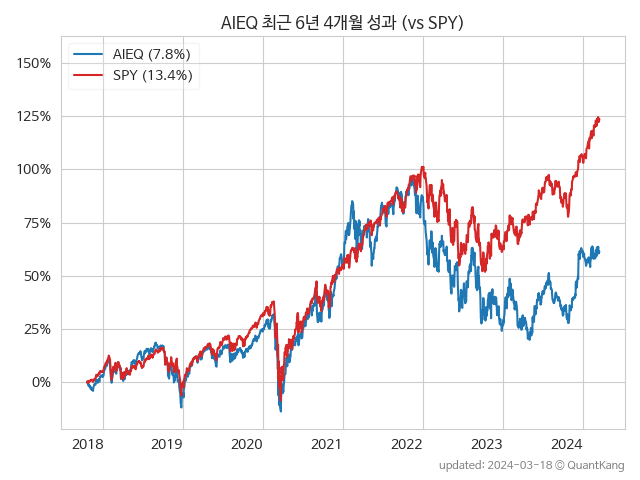 AIEQ 최근 6년 4개월 성과 (vs SPY)
AIEQ (7.8%)
SPY (13.4%)
150%
125%
100%
75%
50%
25%
0%
2018 2019 2020 2021 2022 2023 2024
updated: 2024-03-18 © QuantKang